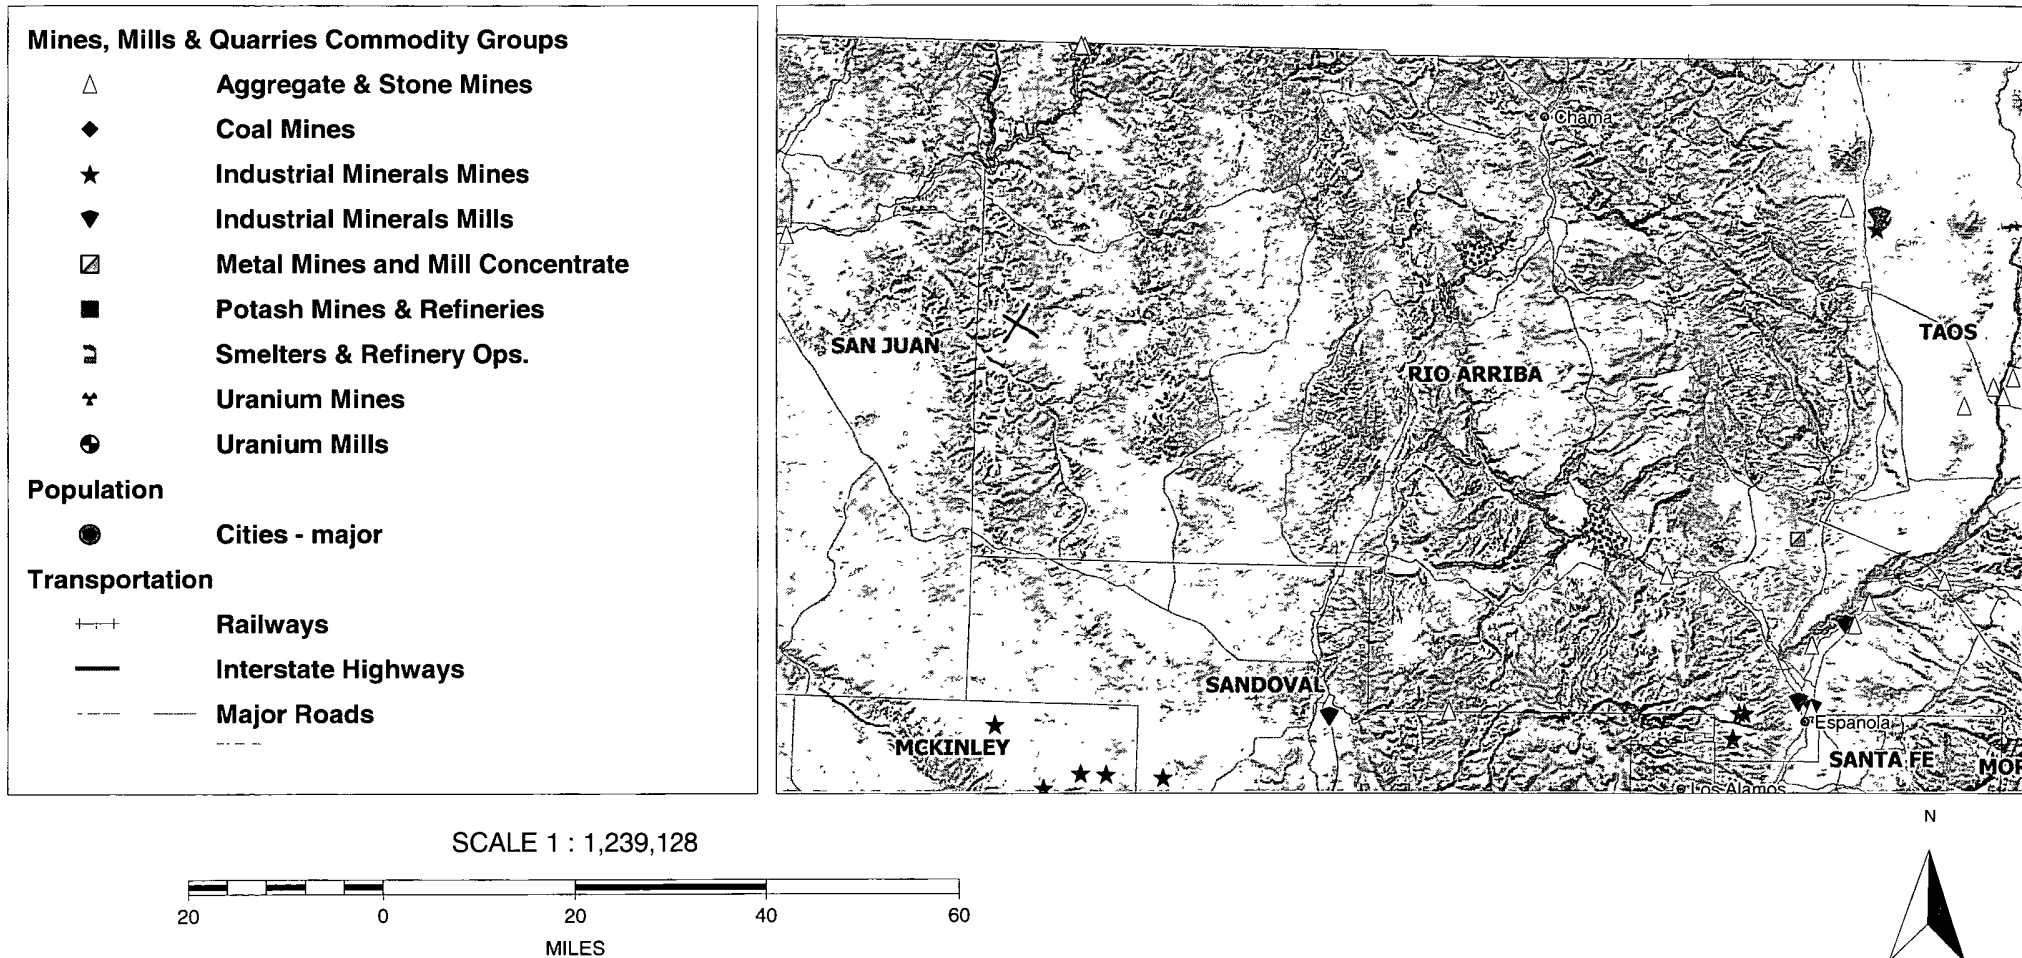 Mines, Mills & Quarries Commodity Groups
Aggregate & Stone Mines
Coal Mines
Industrial Minerals Mines
Industrial Minerals Mills
Metal Mines and Mill Concentrate
Potash Mines & Refineries
Smelters & Refinery Ops.
Uranium Mines
Uranium Mills
Population
Cities - major
Transportation
Railways
Interstate Highways
Major Roads
Chama
TAOS
SAN JUAN
RIO ARRIBA
SANDOVAL
Espanola
MCKINLEY
SANTA FE
MOR
Los Alamos
SCALE 1 : 1,239,128
20 0 20 40 60
MILES
N